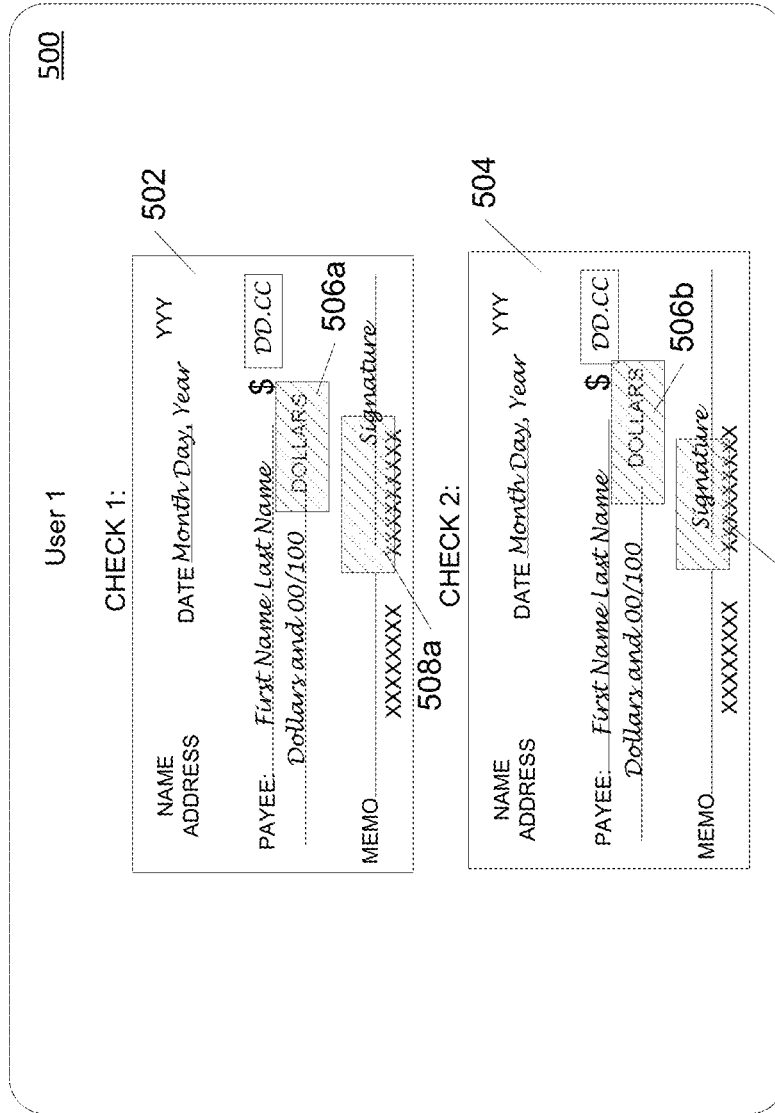 500
User 1
CHECK 1:
502
NAME
ADDRESS
DATE Month Day, Year
YYY
PAYEE: First Name Last Name
$ DD.CC
Dollars and 00/100
DOLLARS
506a
MEMO
Signature
XXXXXXXX
XXXXXXXXX
508a
CHECK 2:
504
NAME
ADDRESS
DATE Month Day, Year
YYY
PAYEE: First Name Last Name
$ DD.CC
Dollars and 00/100
DOLLARS
506b
MEMO
Signature
XXXXXXXX
XXXXXXXXX